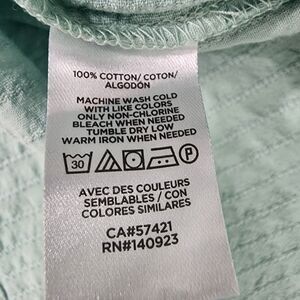 100% COTTON/ COTON/
ALGODÓN
MACHINE WASH COLD
WITH LIKE COLORS
ONLY NON-CHLORINE
BLEACH WHEN NEEDED
TUMBLE DRY LOW
WARM IRON WHEN NEEDED
30 P
AVEC DES COULEURS
SEMBLABLES / CON
COLORES SIMILARES
CA#57421
RN#140923